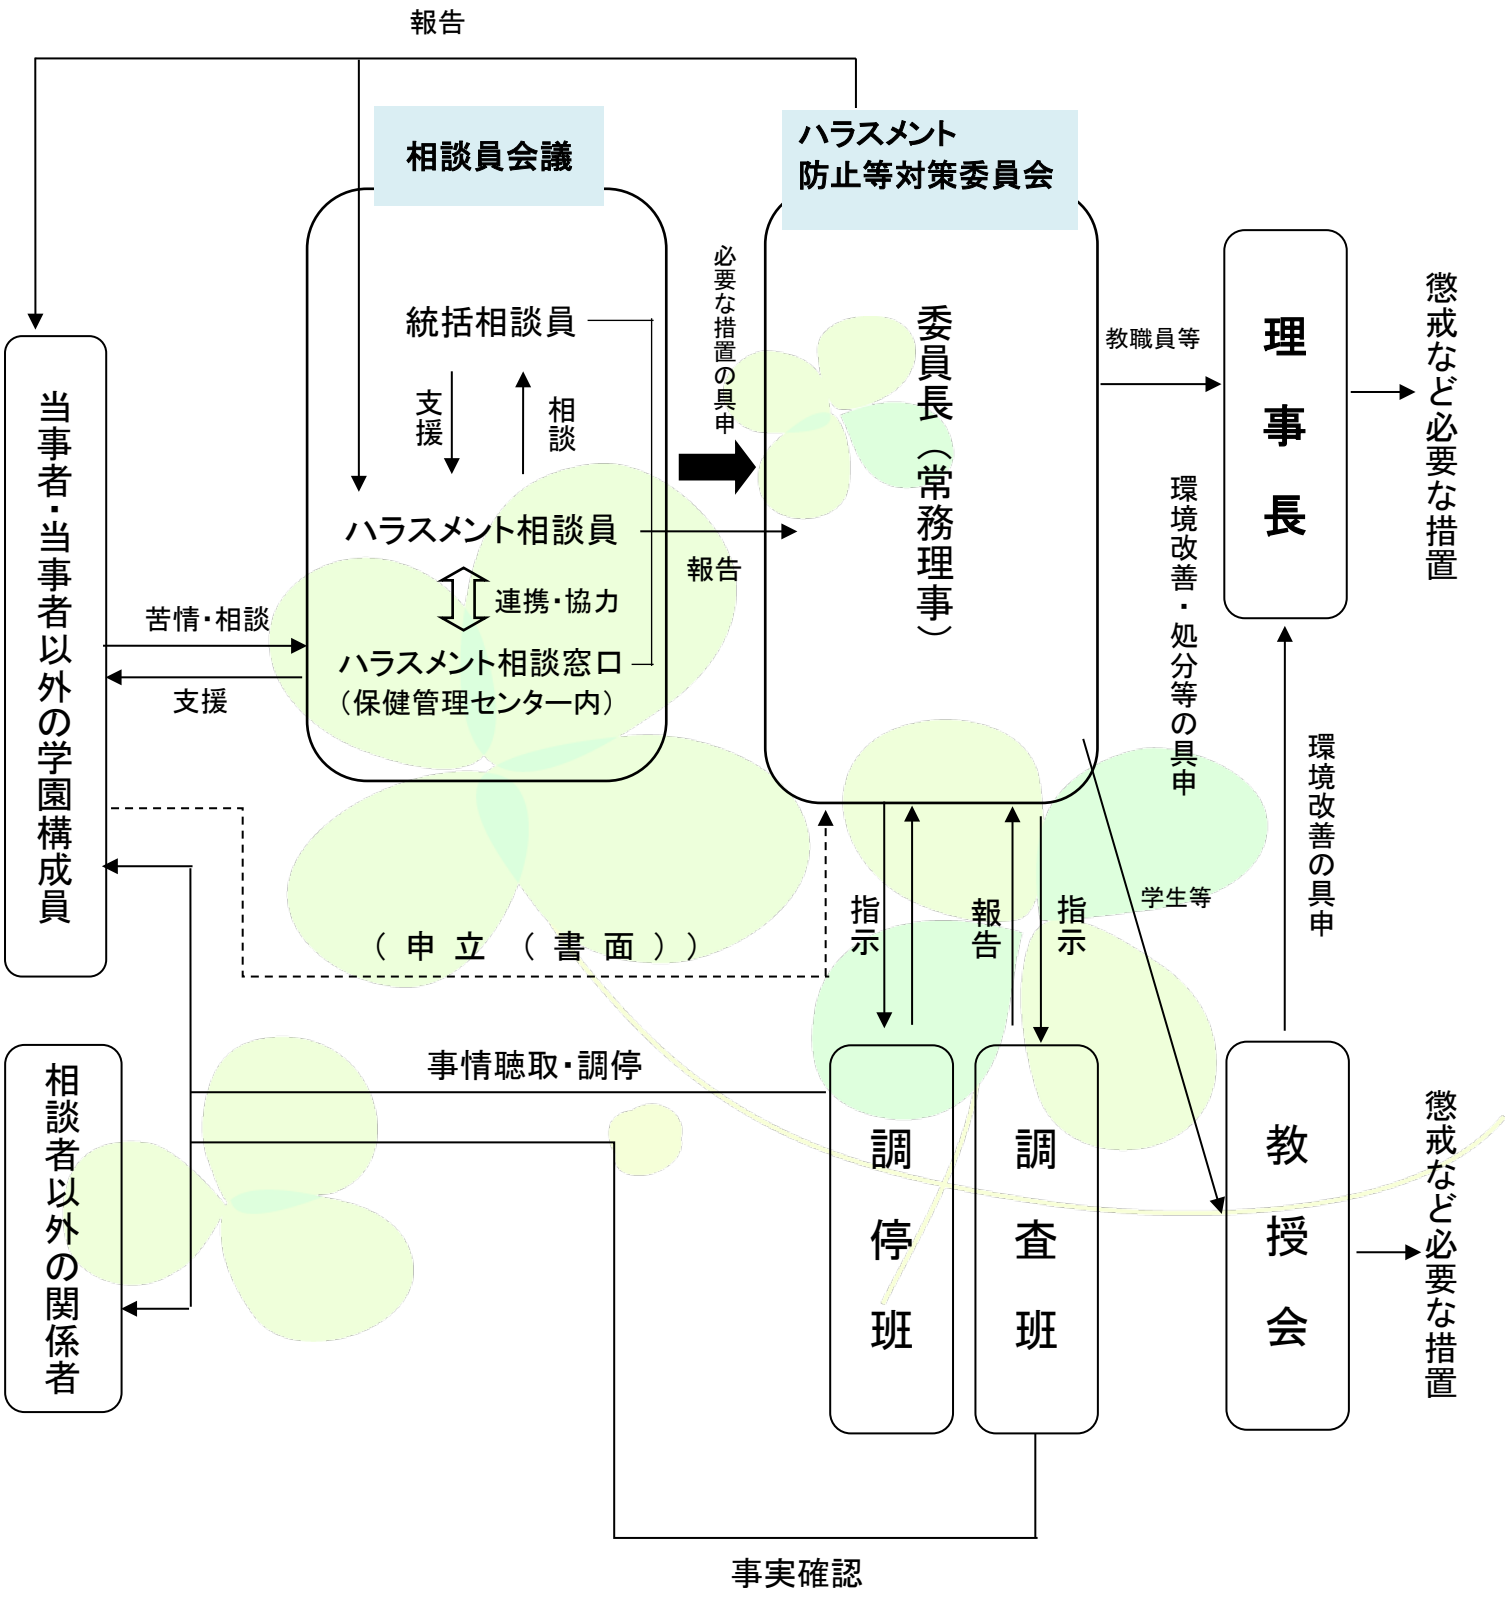 報告
相談員会議
ハラスメント
防止等対策委員会
統括相談員
支援
相談
ハラスメント相談員
連携・協力
ハラスメント相談窓口
（保健管理センター内）
必要な措置の具申
報告
委員長（常務理事）
教職員等
理事長
懲戒など必要な措置
環境改善・処分等の具申
環境改善の具申
学生等
当事者・当事者以外の学園構成員
苦情・相談
支援
（申立（書面））
指示
報告
指示
相談者以外の関係者
事情聴取・調停
調停班
調査班
教授会
懲戒など必要な措置
事実確認